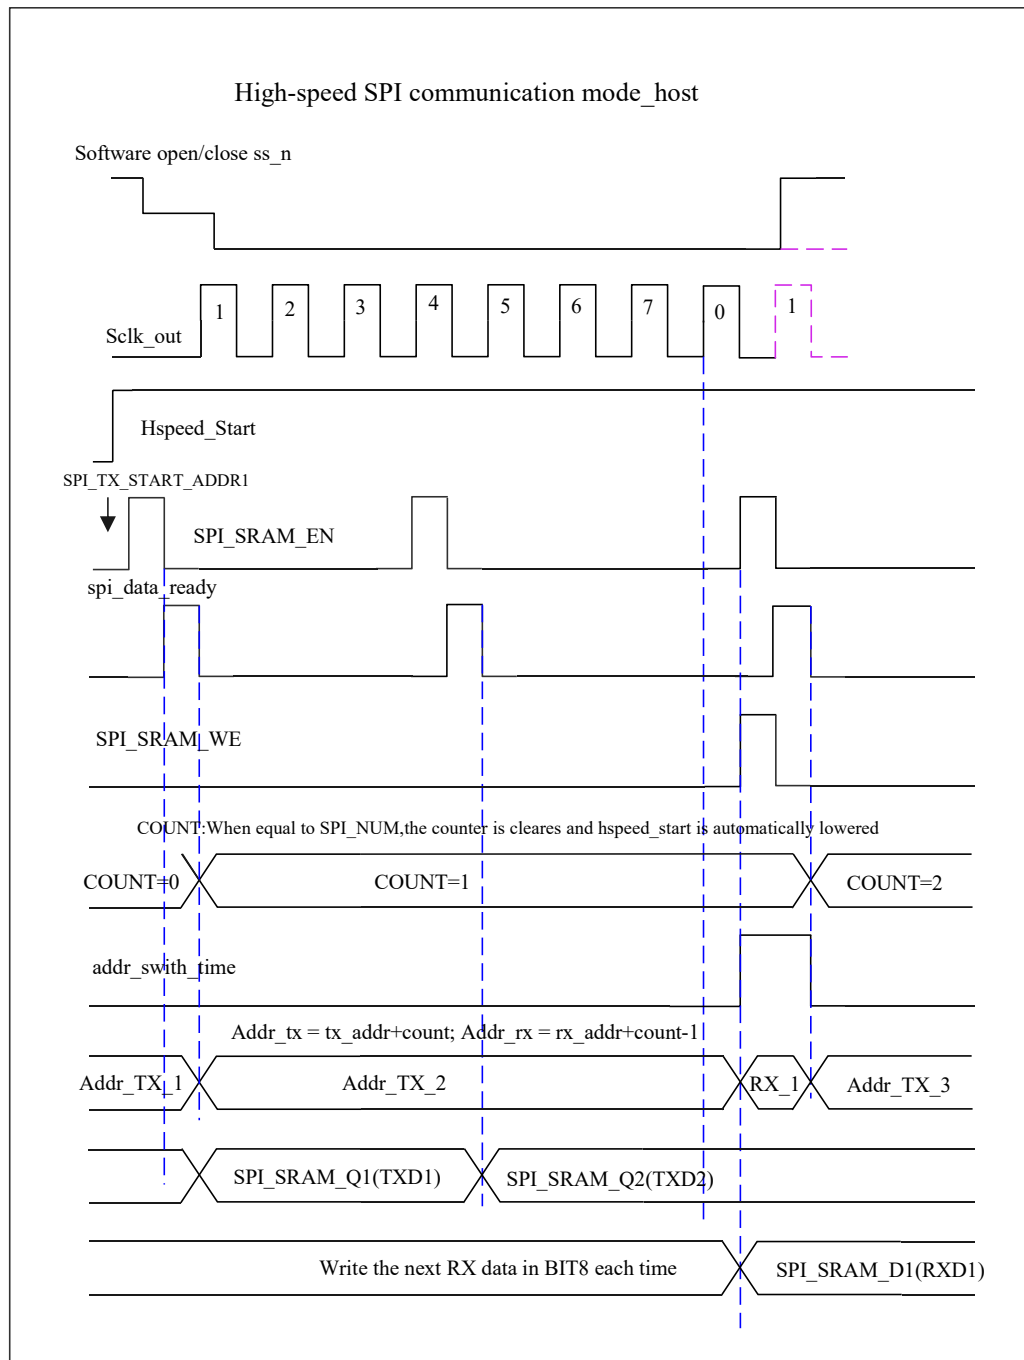 High-speed SPI communication mode_host
Software open/close ss_n
1 2 3 4 5 6 7 0 1
Sclk_out
Hspeed_Start
SPI_TX_START_ADDR1
SPI_SRAM_EN
spi_data_ready
SPI_SRAM_WE
COUNT:When equal to SPI_NUM,the counter is cleares and hspeed_start is automatically lowered
COUNT=0 COUNT=1 COUNT=2
addr_swith_time
Addr_tx = tx_addr+count; Addr_rx = rx_addr+count-1
Addr_TX_1 Addr_TX_2 RX_1 Addr_TX_3
SPI_SRAM_Q1(TXD1) SPI_SRAM_Q2(TXD2)
Write the next RX data in BIT8 each time SPI_SRAM_D1(RXD1)